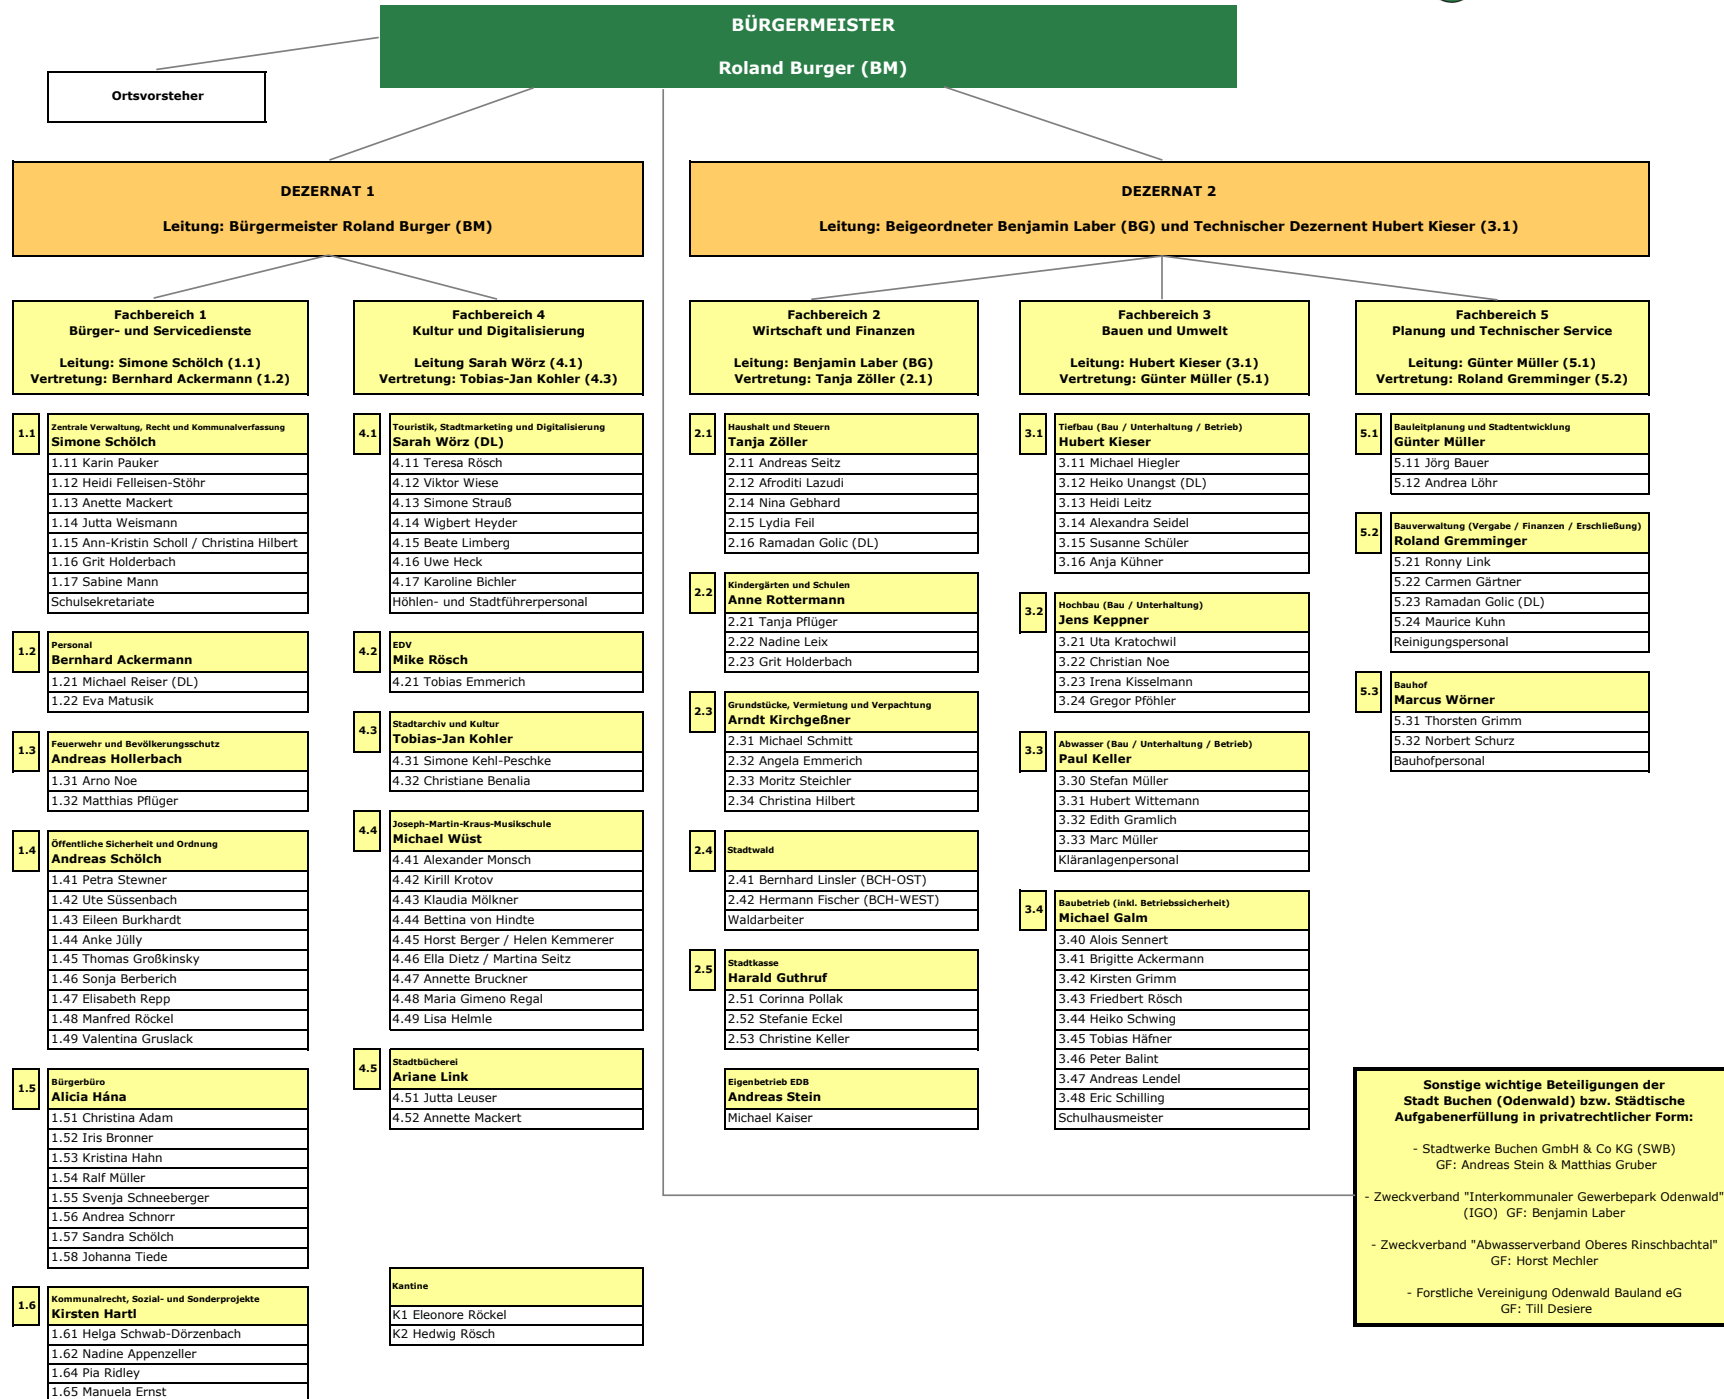 BÜRGERMEISTER
Roland Burger (BM)
Ortsvorsteher
DEZERNAT 1
Leitung: Bürgermeister Roland Burger (BM)
DEZERNAT 2
Leitung: Beigeordneter Benjamin Laber (BG) und Technischer Dezernent Hubert Kieser (3.1)
Fachbereich 1
Bürger- und Servicedienste
Leitung: Simone Schölch (1.1)
Vertretung: Bernhard Ackermann (1.2)
1.1
Zentrale Verwaltung, Recht und Kommunalverfassung
Simone Schölch
1.11 Karin Pauker
1.12 Heidi Felleisen-Stöhr
1.13 Anette Mackert
1.14 Jutta Weismann
1.15 Ann-Kristin Scholl / Christina Hilbert
1.16 Grit Holderbach
1.17 Sabine Mann
Schulsekretariate
1.2
Personal
Bernhard Ackermann
1.21 Michael Reiser (DL)
1.22 Eva Matusik
1.3
Feuerwehr und Bevölkerungsschutz
Andreas Hollerbach
1.31 Arno Noe
1.32 Matthias Pflüger
1.4
Öffentliche Sicherheit und Ordnung
Andreas Schölch
1.41 Petra Stewner
1.42 Ute Süssenbach
1.43 Eileen Burkhardt
1.44 Anke Jülly
1.45 Thomas Großkinsky
1.46 Sonja Berberich
1.47 Elisabeth Repp
1.48 Manfred Röckel
1.49 Valentina Gruslack
1.5
Bürgerbüro
Alicia Hána
1.51 Christina Adam
1.52 Iris Bronner
1.53 Kristina Hahn
1.54 Ralf Müller
1.55 Svenja Schneeberger
1.56 Andrea Schnorr
1.57 Sandra Schölch
1.58 Johanna Tiede
1.6
Kommunalrecht, Sozial- und Sonderprojekte
Kirsten Hartl
1.61 Helga Schwab-Dörzenbach
1.62 Nadine Appenzeller
1.64 Pia Ridley
1.65 Manuela Ernst
Fachbereich 4
Kultur und Digitalisierung
Leitung Sarah Wörz (4.1)
Vertretung: Tobias-Jan Kohler (4.3)
4.1
Touristik, Stadtmarketing und Digitalisierung
Sarah Wörz (DL)
4.11 Teresa Rösch
4.12 Viktor Wiese
4.13 Simone Strauß
4.14 Wigbert Heyder
4.15 Beate Limberg
4.16 Uwe Heck
4.17 Karoline Bichler
Höhlen- und Stadtführerpersonal
4.2
EDV
Mike Rösch
4.21 Tobias Emmerich
4.3
Stadtarchiv und Kultur
Tobias-Jan Kohler
4.31 Simone Kehl-Peschke
4.32 Christiane Benalia
4.4
Joseph-Martin-Kraus-Musikschule
Michael Wüst
4.41 Alexander Monsch
4.42 Kirill Krotov
4.43 Klaudia Mölkner
4.44 Bettina von Hindte
4.45 Horst Berger / Helen Kemmerer
4.46 Ella Dietz / Martina Seitz
4.47 Annette Bruckner
4.48 Maria Gimeno Regal
4.49 Lisa Helmle
4.5
Stadtbücherei
Ariane Link
4.51 Jutta Leuser
4.52 Annette Mackert
Kantine
K1 Eleonore Röckel
K2 Hedwig Rösch
Fachbereich 2
Wirtschaft und Finanzen
Leitung: Benjamin Laber (BG)
Vertretung: Tanja Zöller (2.1)
2.1
Haushalt und Steuern
Tanja Zöller
2.11 Andreas Seitz
2.12 Afroditi Lazudi
2.14 Nina Gebhard
2.15 Lydia Feil
2.16 Ramadan Golic (DL)
2.2
Kindergärten und Schulen
Anne Rottermann
2.21 Tanja Pflüger
2.22 Nadine Leix
2.23 Grit Holderbach
2.3
Grundstücke, Vermietung und Verpachtung
Arndt Kirchgeßner
2.31 Michael Schmitt
2.32 Angela Emmerich
2.33 Moritz Steichler
2.34 Christina Hilbert
2.4
Stadtwald
2.41 Bernhard Linsler (BCH-OST)
2.42 Hermann Fischer (BCH-WEST)
Waldarbeiter
2.5
Stadtkasse
Harald Guthruf
2.51 Corinna Pollak
2.52 Stefanie Eckel
2.53 Christine Keller
Eigenbetrieb EDB
Andreas Stein
Michael Kaiser
Fachbereich 3
Bauen und Umwelt
Leitung: Hubert Kieser (3.1)
Vertretung: Günter Müller (5.1)
3.1
Tiefbau (Bau / Unterhaltung / Betrieb)
Hubert Kieser
3.11 Michael Hiegler
3.12 Heiko Unangst (DL)
3.13 Heidi Leitz
3.14 Alexandra Seidel
3.15 Susanne Schüler
3.16 Anja Kühner
3.2
Hochbau (Bau / Unterhaltung)
Jens Keppner
3.21 Uta Kratochwil
3.22 Christian Noe
3.23 Irena Kisselmann
3.24 Gregor Pföhler
3.3
Abwasser (Bau / Unterhaltung / Betrieb)
Paul Keller
3.30 Stefan Müller
3.31 Hubert Wittemann
3.32 Edith Gramlich
3.33 Marc Müller
Kläranlagenpersonal
3.4
Baubetrieb (inkl. Betriebssicherheit)
Michael Galm
3.40 Alois Sennert
3.41 Brigitte Ackermann
3.42 Kirsten Grimm
3.43 Friedbert Rösch
3.44 Heiko Schwing
3.45 Tobias Häfner
3.46 Peter Balint
3.47 Andreas Lendel
3.48 Eric Schilling
Schulhausmeister
Fachbereich 5
Planung und Technischer Service
Leitung: Günter Müller (5.1)
Vertretung: Roland Gremminger (5.2)
5.1
Bauleitplanung und Stadtentwicklung
Günter Müller
5.11 Jörg Bauer
5.12 Andrea Löhr
5.2
Bauverwaltung (Vergabe / Finanzen / Erschließung)
Roland Gremminger
5.21 Ronny Link
5.22 Carmen Gärtner
5.23 Ramadan Golic (DL)
5.24 Maurice Kuhn
Reinigungspersonal
5.3
Bauhof
Marcus Wörner
5.31 Thorsten Grimm
5.32 Norbert Schurz
Bauhofpersonal
Sonstige wichtige Beteiligungen der
Stadt Buchen (Odenwald) bzw. Städtische
Aufgabenerfüllung in privatrechtlicher Form:
- Stadtwerke Buchen GmbH & Co KG (SWB)
GF: Andreas Stein & Matthias Gruber
- Zweckverband "Interkommunaler Gewerbepark Odenwald"
(IGO) GF: Benjamin Laber
- Zweckverband "Abwasserverband Oberes Rinschbachtal"
GF: Horst Mechler
- Forstliche Vereinigung Odenwald Bauland eG
GF: Till Desiere